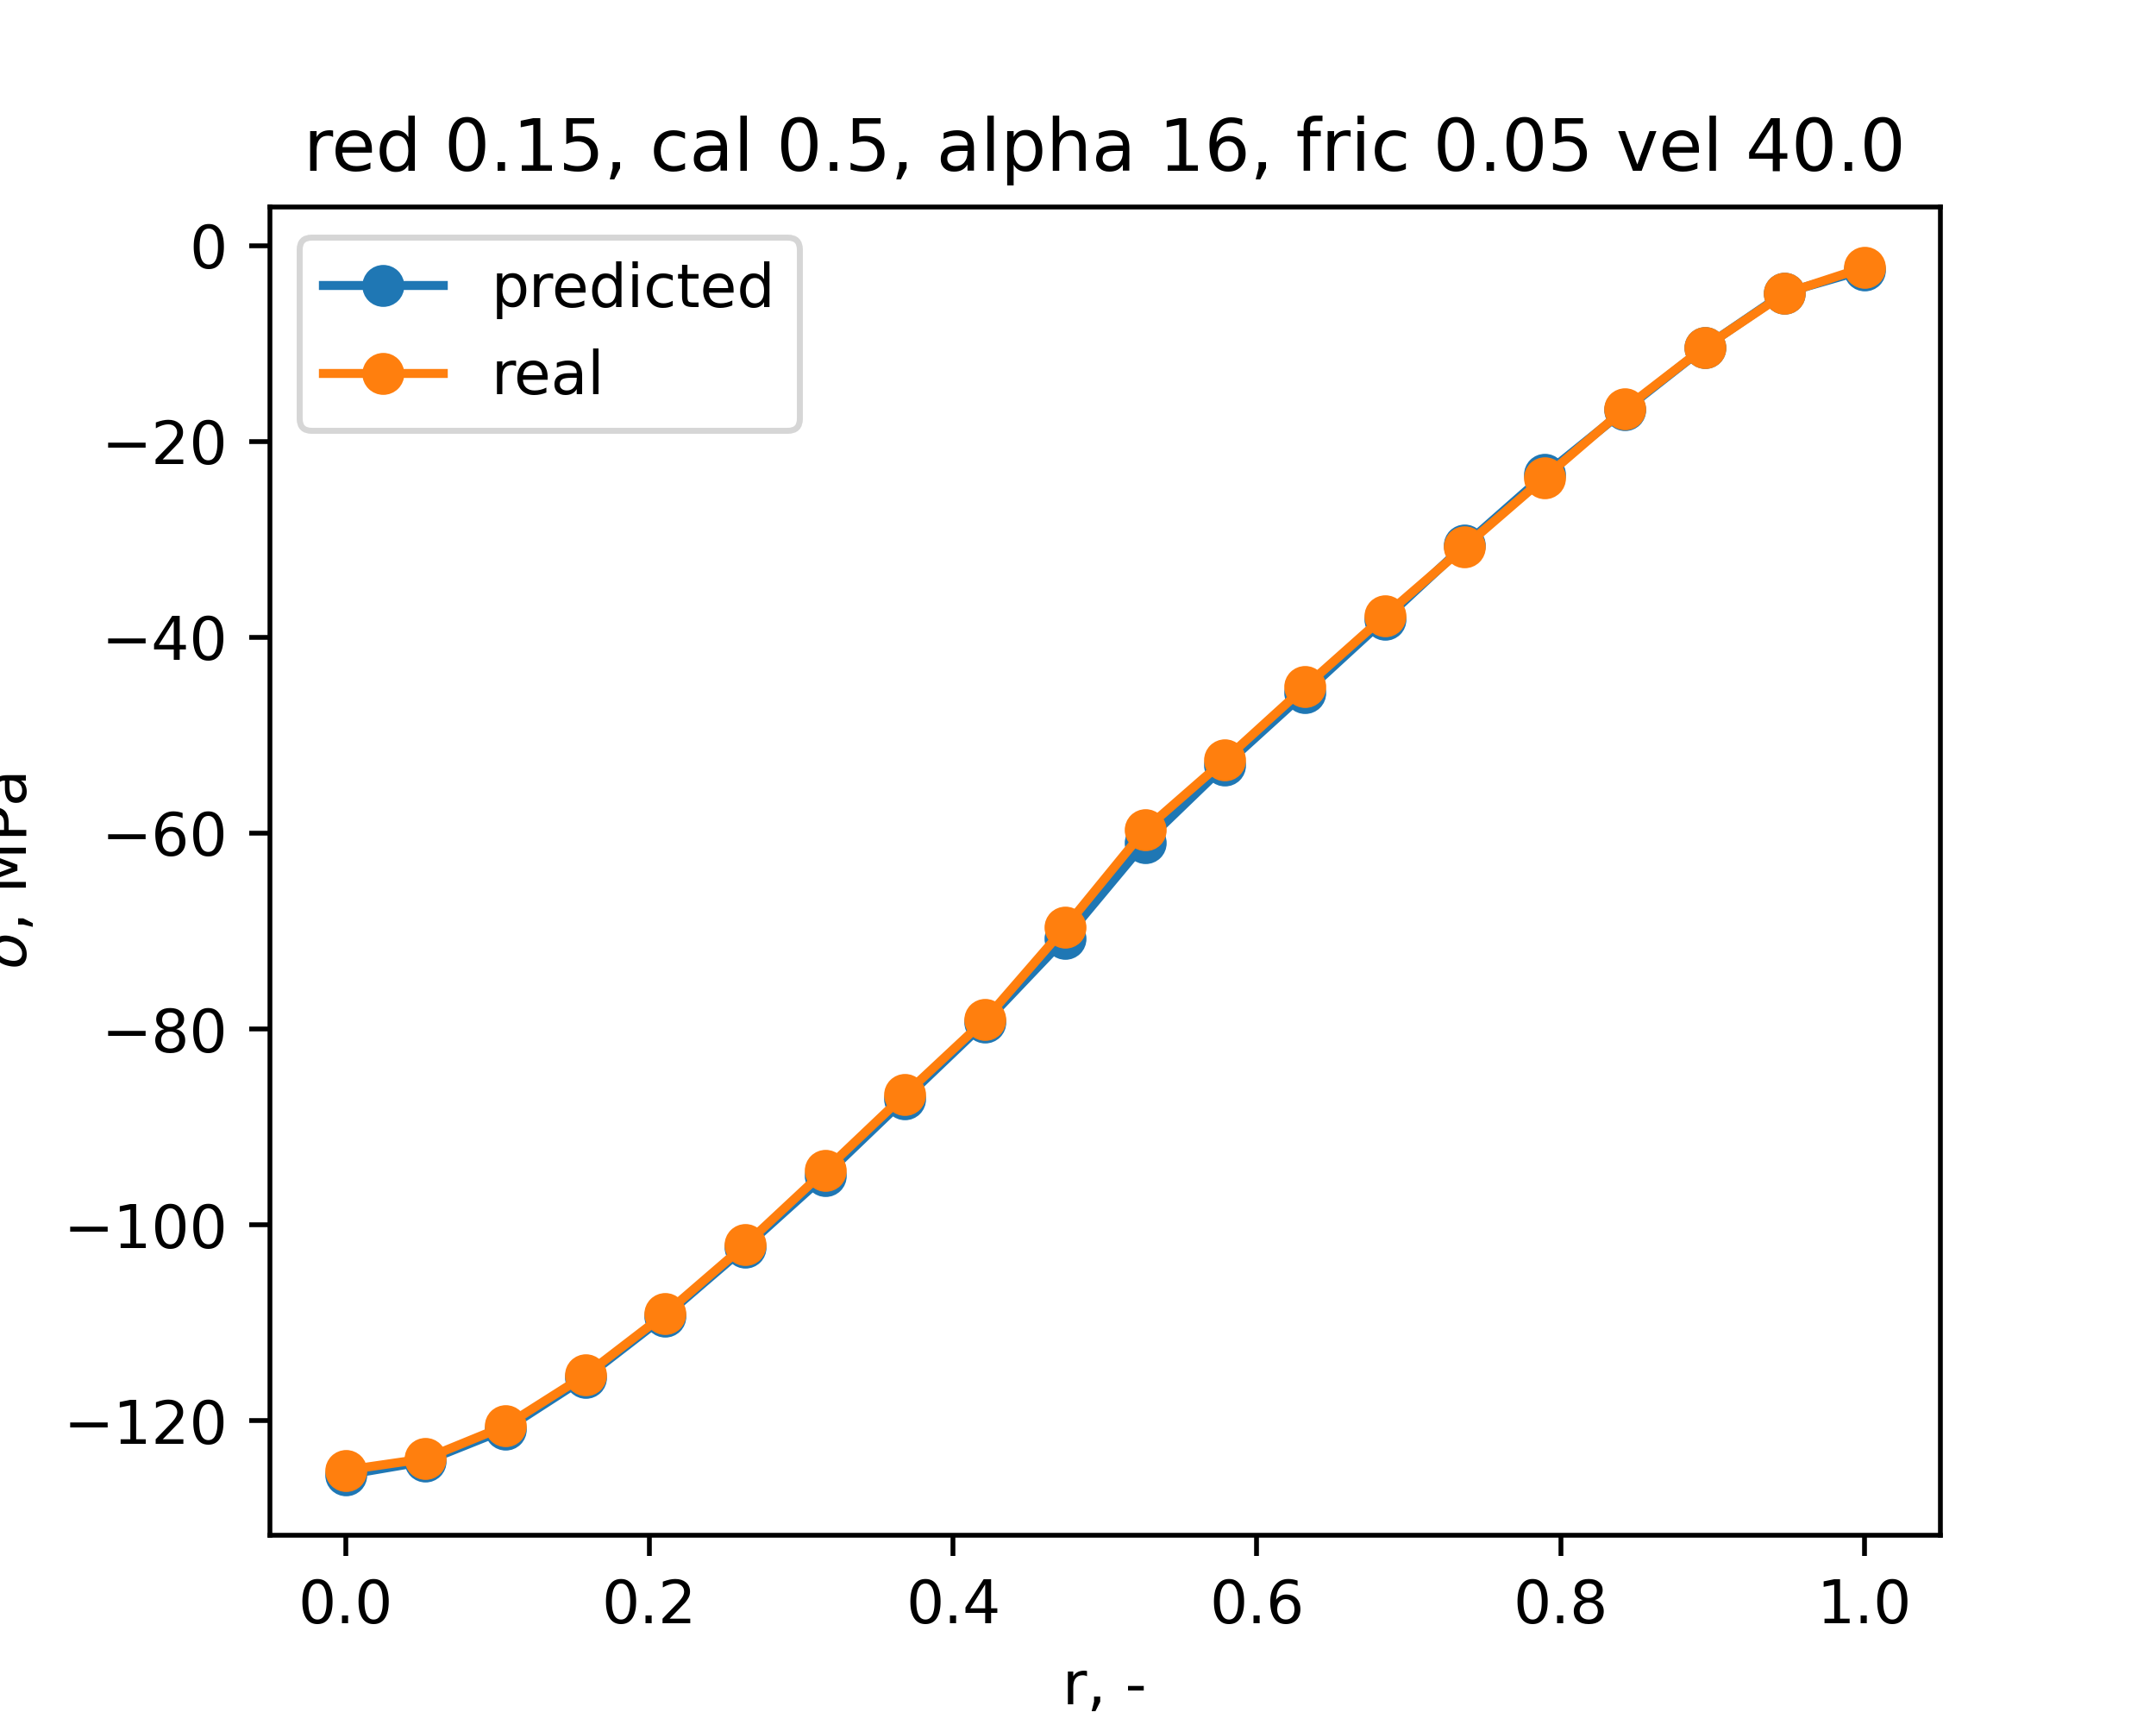 red 0.15, cal 0.5, alpha 16, fric 0.05 vel 40.0
predicted
real
0
−20
−40
−60
−80
−100
−120
σ, MPa
0.0 0.2 0.4 0.6 0.8 1.0
r, -